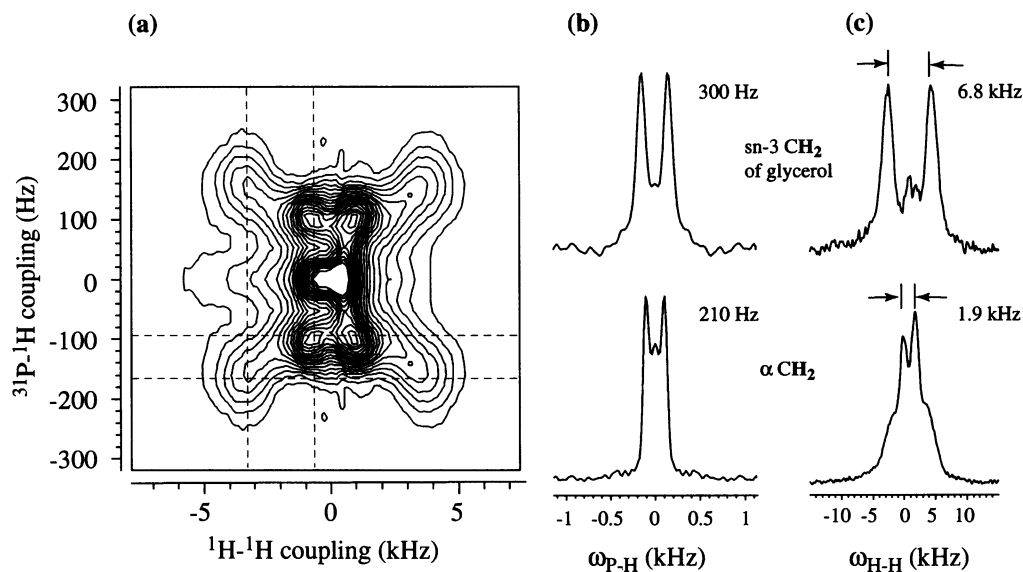 (a)
300
200
100
0
-100
-200
-300
³¹P-¹H coupling (Hz)
-5
0
5
¹H-¹H coupling (kHz)
(b)
300 Hz
sn-3 CH₂
of glycerol
210 Hz
α CH₂
-1
-0.5
0
0.5
1
ωP-H (kHz)
(c)
6.8 kHz
1.9 kHz
-10
-5
0
5
10
ωH-H (kHz)